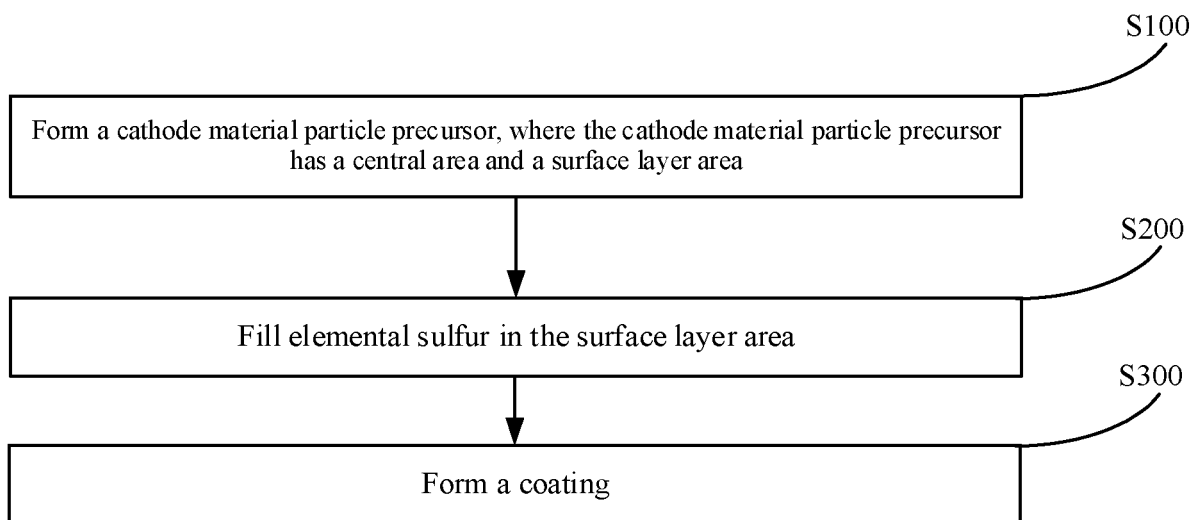 S100
Form a cathode material particle precursor, where the cathode material particle precursor
has a central area and a surface layer area
S200
Fill elemental sulfur in the surface layer area
S300
Form a coating